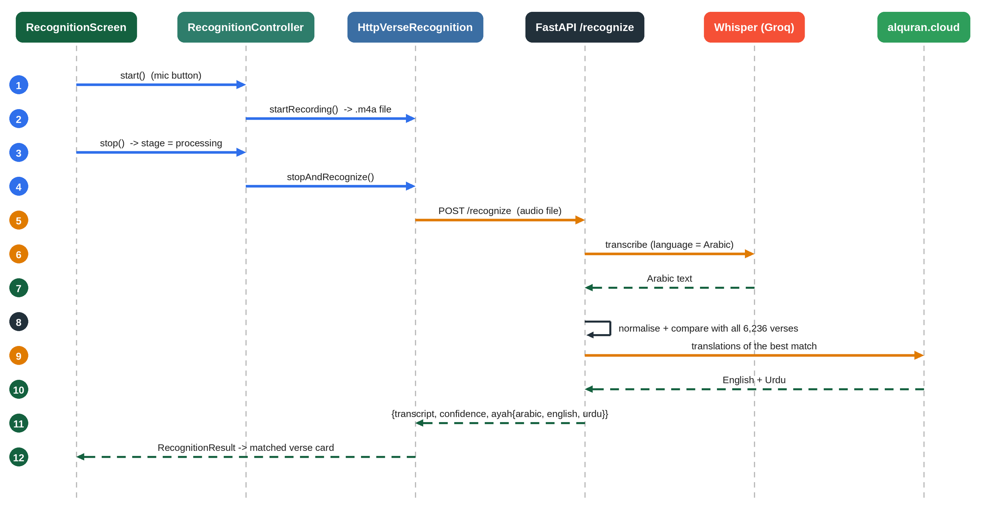 RecognitionScreen
RecognitionController
HttpVerseRecognition
FastAPI /recognize
Whisper (Groq)
alquran.cloud
1
start()  (mic button)
2
startRecording()  -> .m4a file
3
stop()  -> stage = processing
4
stopAndRecognize()
5
POST /recognize  (audio file)
6
transcribe (language = Arabic)
7
Arabic text
8
normalise + compare with all 6,236 verses
9
translations of the best match
10
English + Urdu
11
{transcript, confidence, ayah{arabic, english, urdu}}
12
RecognitionResult -> matched verse card